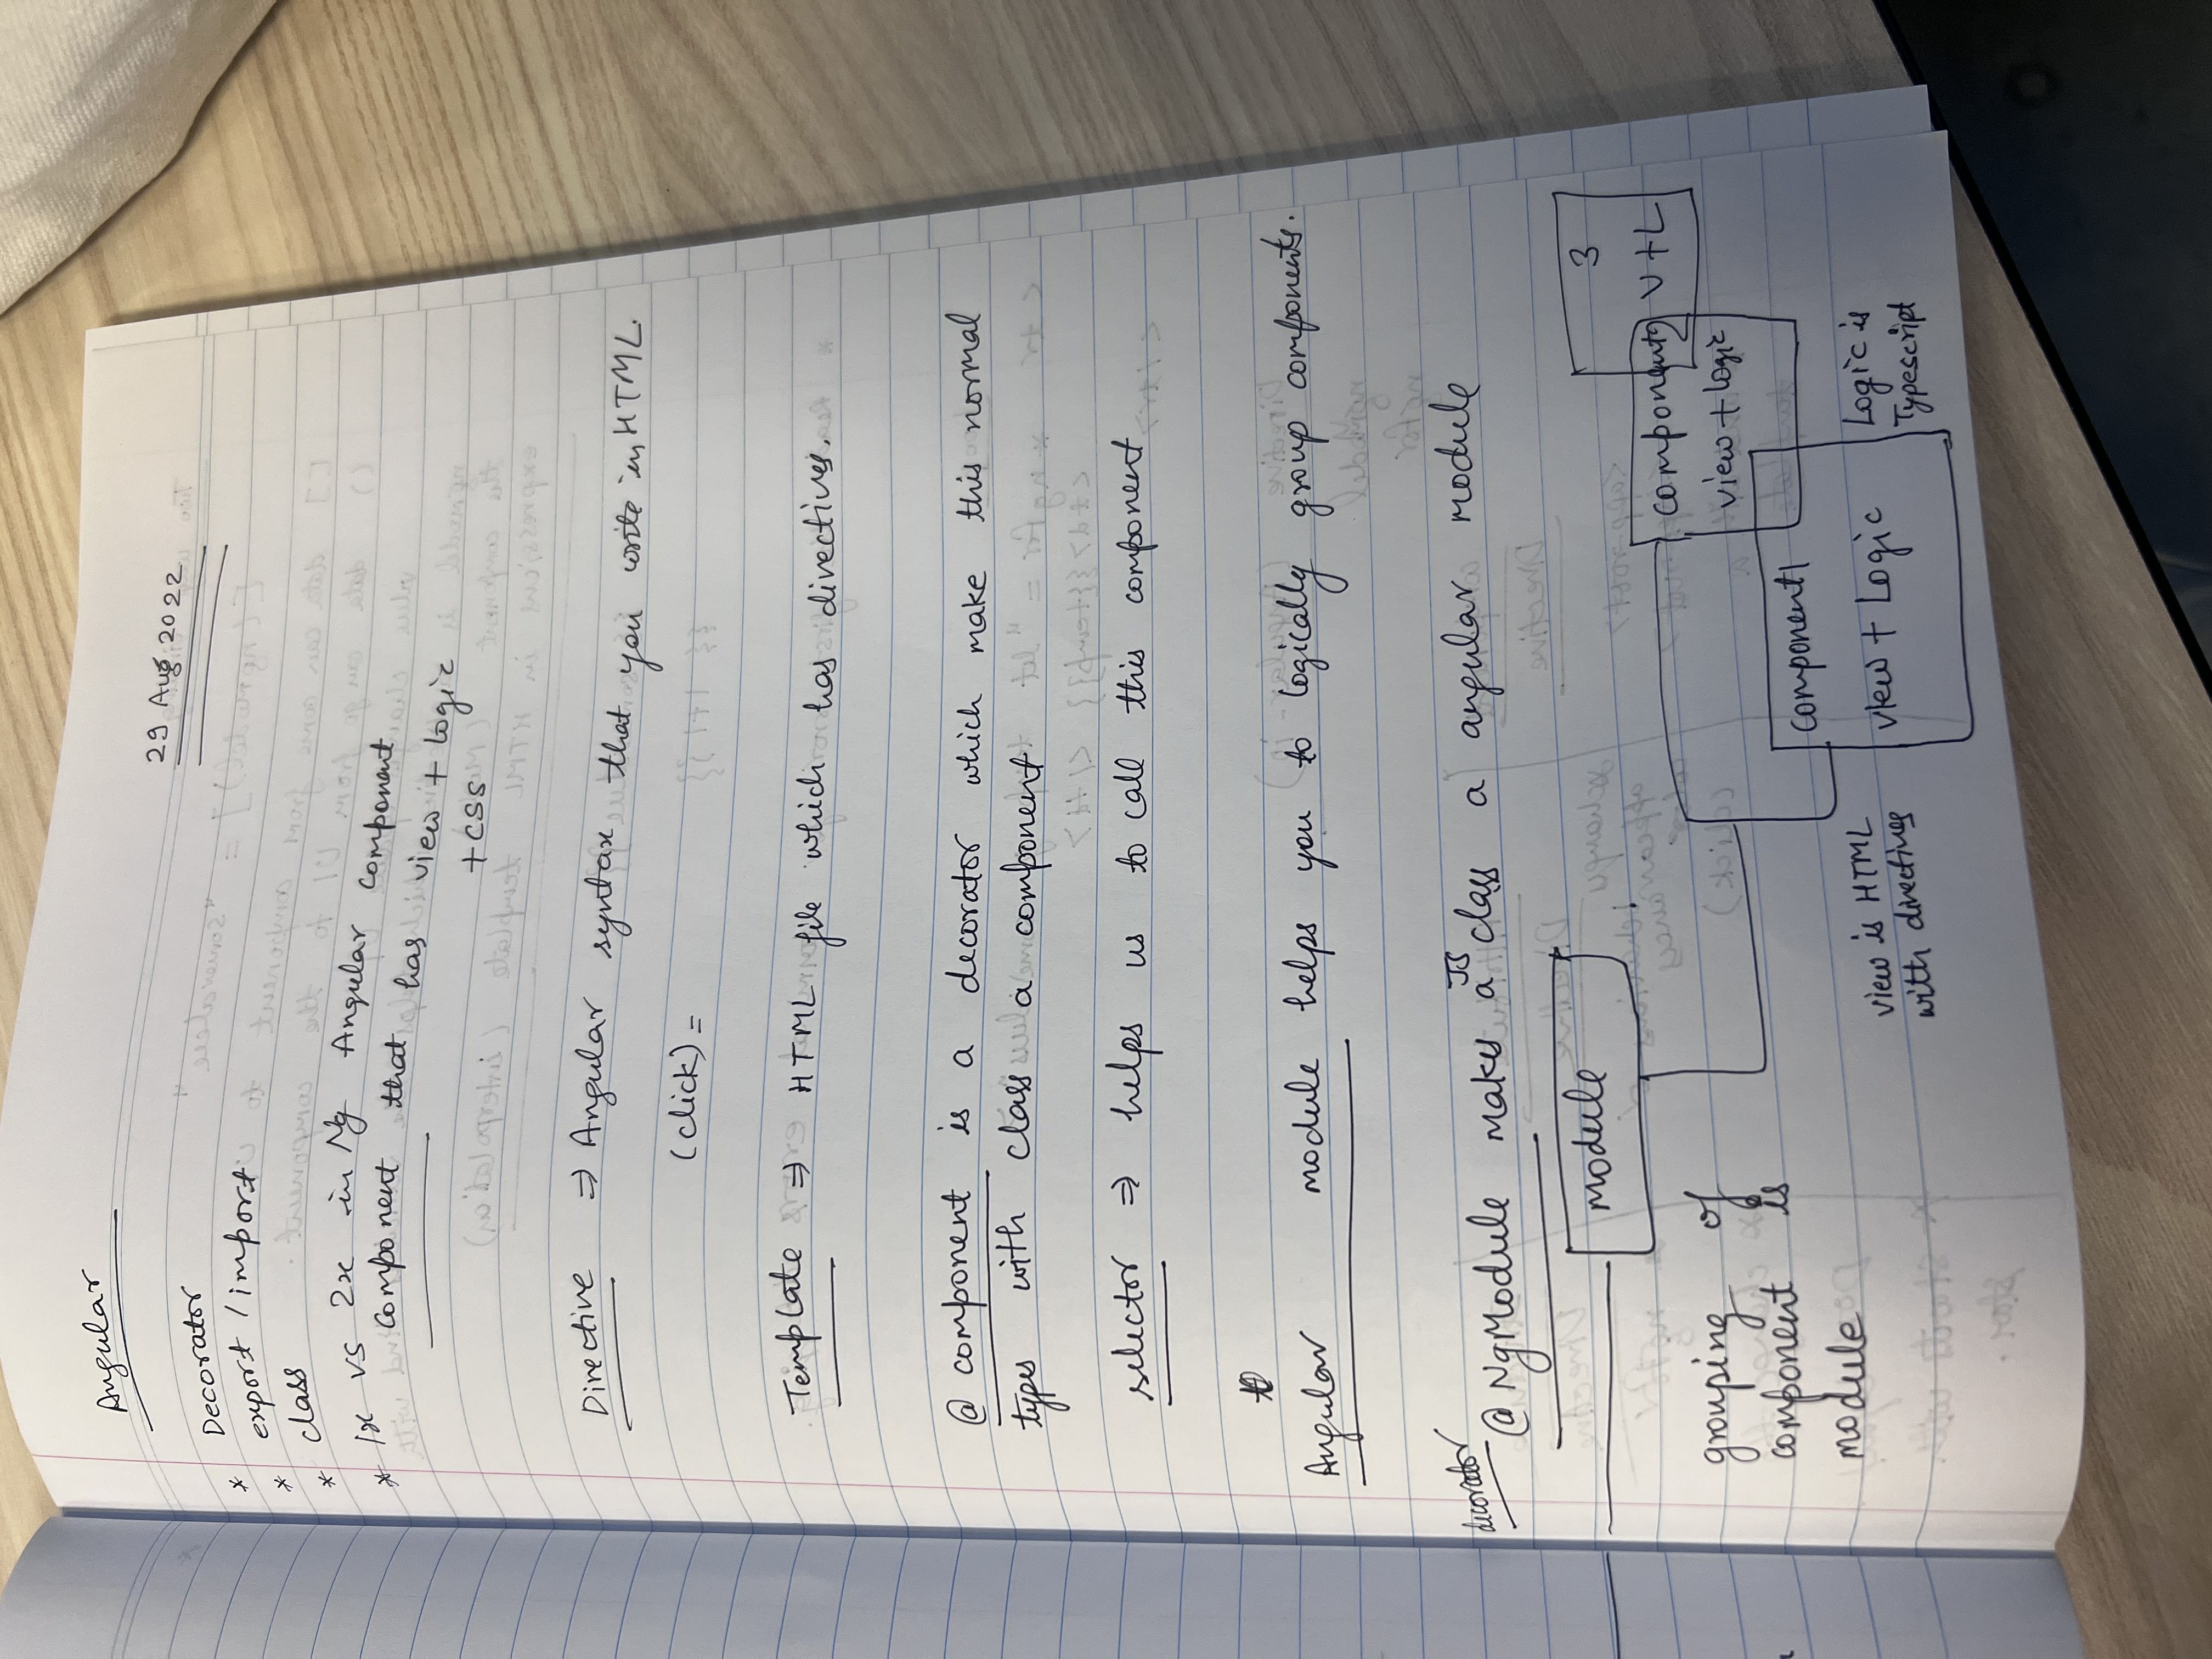 Angular
29 Aug 2022
* Decorator
* export / import
* class
* 1x vs 2x in Ng Angular component
component that has view + logic
+ CSS
Directive ⇒ Angular syntax that you write in HTML.
(click) =
Template ⇒ HTML file which has directives.
@ component is a decorator which make this normal
types with class a component
selector ⇒ helps us to call this component
Angular module helps you to logically group components.
decorator
@ NgModule makes a JS class a angular module
module
3
V + L
component2
view + logic
grouping of
component is
module
component1
view + Logic
view is HTML
with directives
Logic is
Typescript